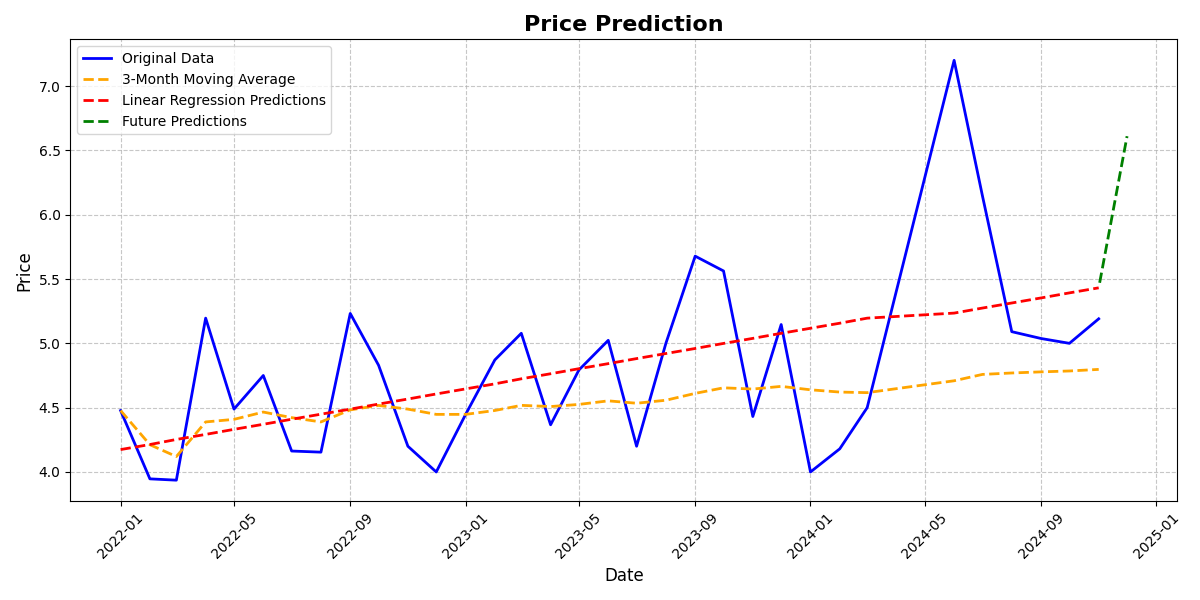 Price Prediction
Original Data
3-Month Moving Average
Linear Regression Predictions
Future Predictions
Price
7.0
6.5
6.0
5.5
5.0
4.5
4.0
2022-01
2022-05
2022-09
2023-01
2023-05
2023-09
2024-01
2024-05
2024-09
2025-01
Date